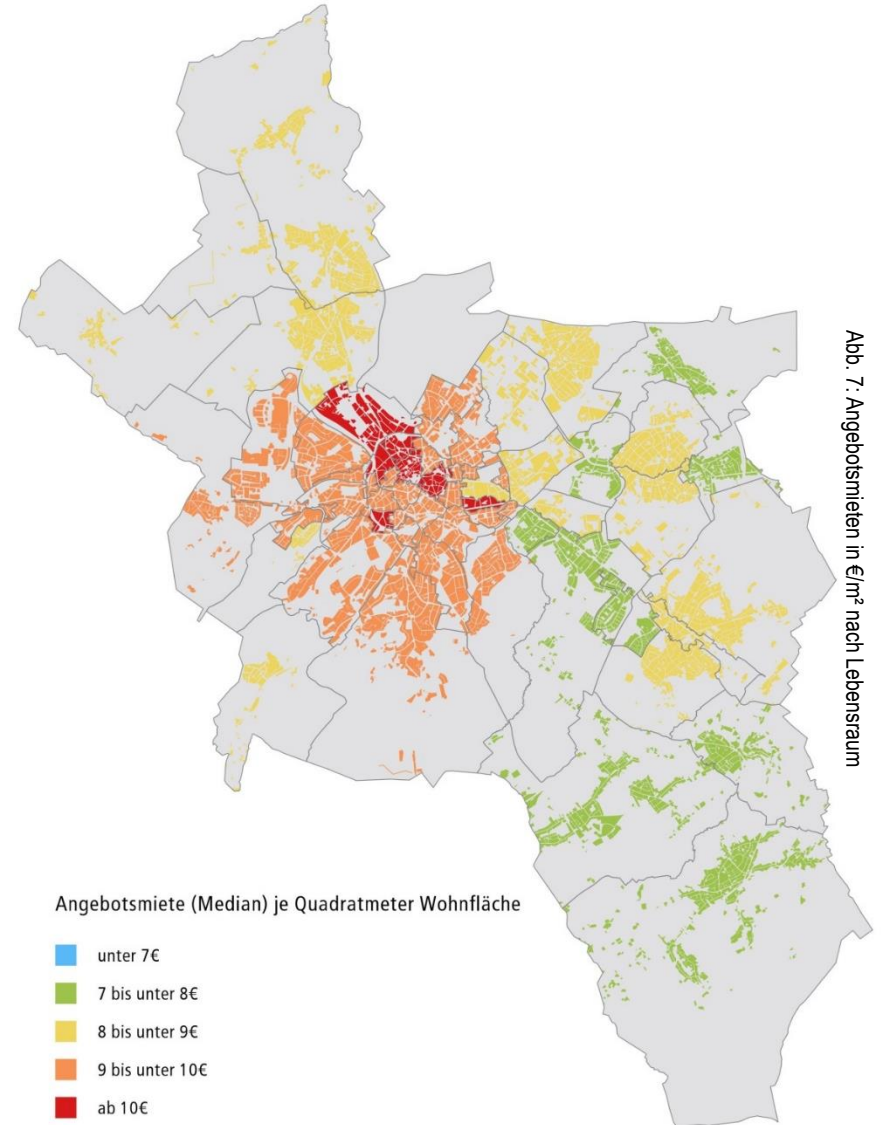 Abb. 7: Angebotsmieten in €/m² nach Lebensraum
Angebotsmiete (Median) je Quadratmeter Wohnfläche
unter 7€
7 bis unter 8€
8 bis unter 9€
9 bis unter 10€
ab 10€